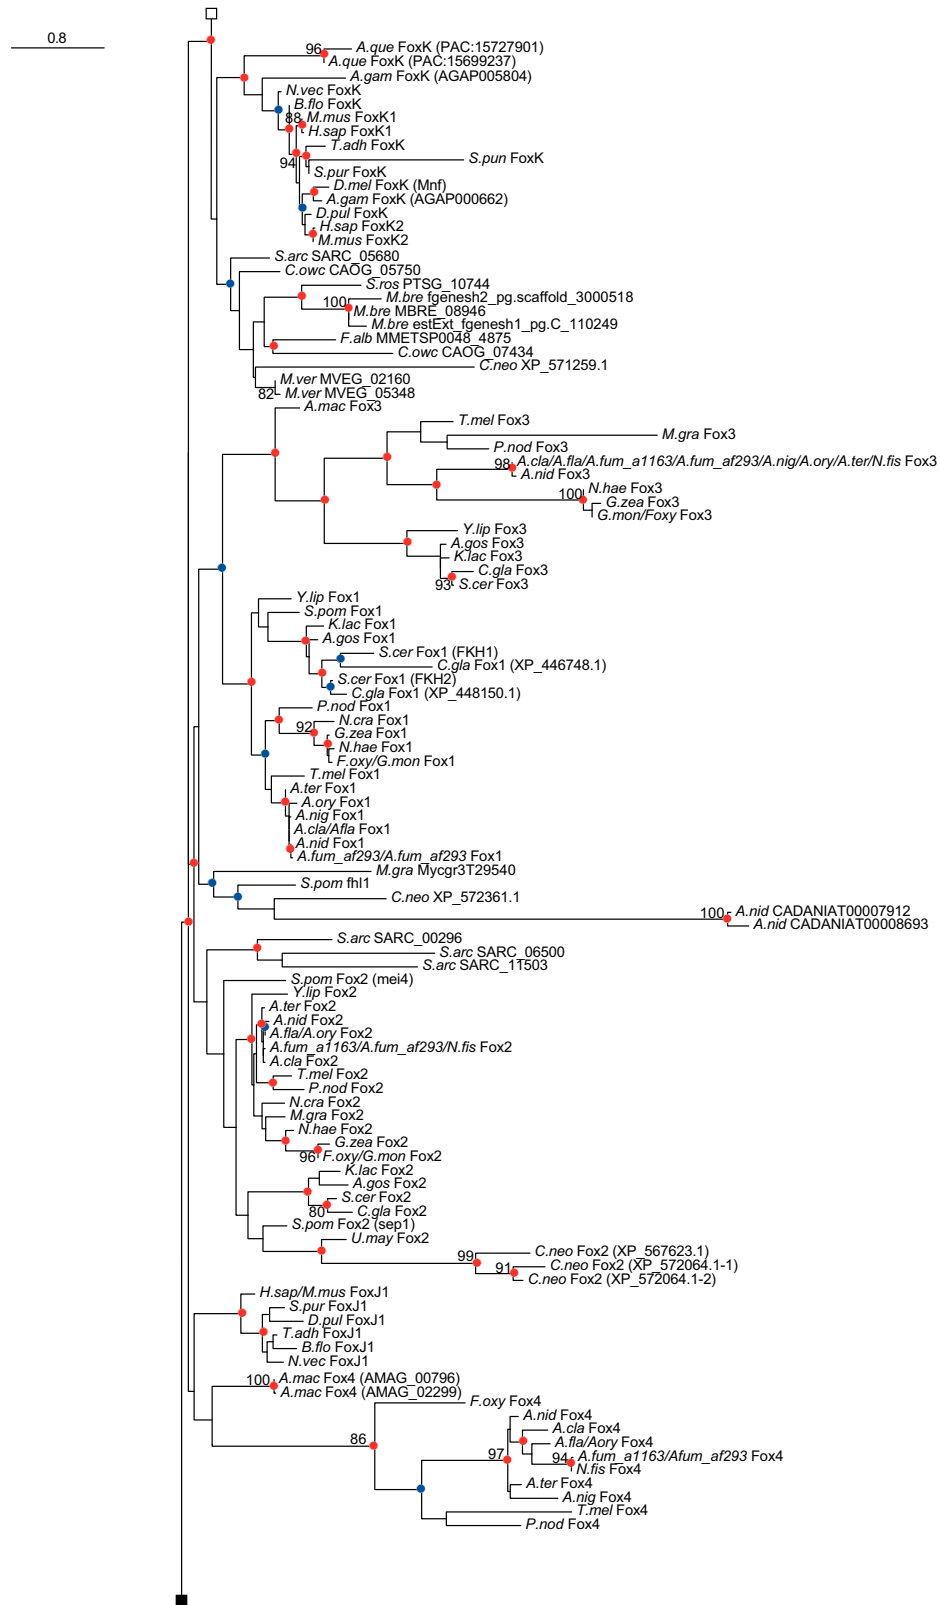 0.8
96
A.que FoxK (PAC:15727901)
A.que FoxK (PAC:15699237)
A.gam FoxK (AGAP005804)
N.vec FoxK
B.flo FoxK
88
M.mus FoxK1
H.sap FoxK1
T.adh FoxK
94
S.pun FoxK
S.pur FoxK
D.mel FoxK (Mnf)
A.gam FoxK (AGAP000662)
D.pul FoxK
H.sap FoxK2
M.mus FoxK2
S.arc SARC_05680
C.owc CAOG_05750
S.ros PTSG_10744
M.bre fgenesh2_pg.scaffold_3000518
100
M.bre MBRE_08946
M.bre estExt_fgenesh1_pg.C_110249
F.alb MMETSP0048_4875
C.owc CAOG_07434
C.neo XP_571259.1
M.ver MVEG_02160
82
M.ver MVEG_05348
A.mac Fox3
T.mel Fox3
M.gra Fox3
P.nod Fox3
98
A.cla/A.fla/A.fum_a1163/A.fum_af293/A.nig/A.ory/A.ter/N.fis Fox3
A.nid Fox3
N.hae Fox3
100
G.zea Fox3
G.mon/Foxy Fox3
Y.lip Fox3
A.gos Fox3
K.lac Fox3
C.gla Fox3
93
S.cer Fox3
Y.lip Fox1
S.pom Fox1
K.lac Fox1
A.gos Fox1
S.cer Fox1 (FKH1)
C.gla Fox1 (XP_446748.1)
S.cer Fox1 (FKH2)
C.gla Fox1 (XP_448150.1)
P.nod Fox1
N.cra Fox1
92
G.zea Fox1
N.hae Fox1
F.oxy/G.mon Fox1
T.mel Fox1
A.ter Fox1
A.ory Fox1
A.nig Fox1
A.cla/Afla Fox1
A.nid Fox1
A.fum_af293/A.fum_af293 Fox1
M.gra Mycgr3T29540
S.pom fhl1
C.neo XP_572361.1
100
A.nid CADANIAT00007912
A.nid CADANIAT00008693
S.arc SARC_00296
S.arc SARC_06500
S.arc SARC_11503
S.pom Fox2 (mei4)
Y.lip Fox2
A.ter Fox2
A.nid Fox2
A.fla/A.ory Fox2
A.fum_a1163/A.fum_af293/N.fis Fox2
A.cla Fox2
T.mel Fox2
P.nod Fox2
N.cra Fox2
M.gra Fox2
N.hae Fox2
G.zea Fox2
96
F.oxy/G.mon Fox2
K.lac Fox2
A.gos Fox2
S.cer Fox2
80
C.gla Fox2
S.pom Fox2 (sep1)
U.may Fox2
99
C.neo Fox2 (XP_567623.1)
91
C.neo Fox2 (XP_572064.1-1)
C.neo Fox2 (XP_572064.1-2)
H.sap/M.mus FoxJ1
S.pur FoxJ1
D.pul FoxJ1
T.adh FoxJ1
B.flo FoxJ1
N.vec FoxJ1
100
A.mac Fox4 (AMAG_00796)
A.mac Fox4 (AMAG_02299)
F.oxy Fox4
86
A.nid Fox4
A.cla Fox4
A.fla/Aory Fox4
97
94
A.fum_a1163/Afum_af293 Fox4
N.fis Fox4
A.ter Fox4
A.nig Fox4
T.mel Fox4
P.nod Fox4